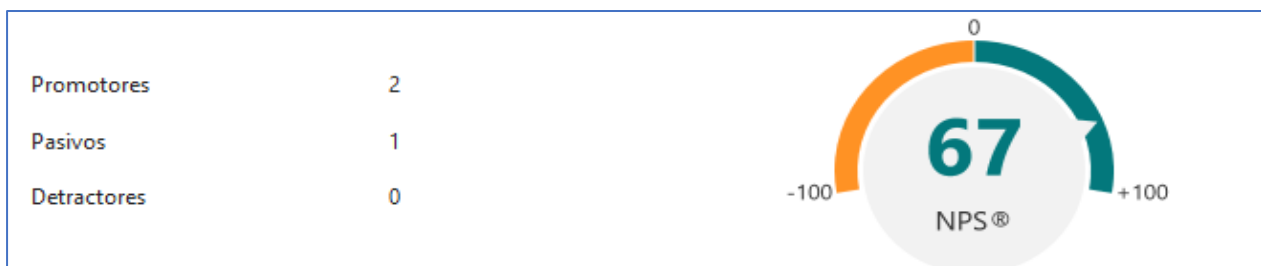 Promotores 2
Pasivos 1
Detractores 0
0
-100
+100
67
NPS®